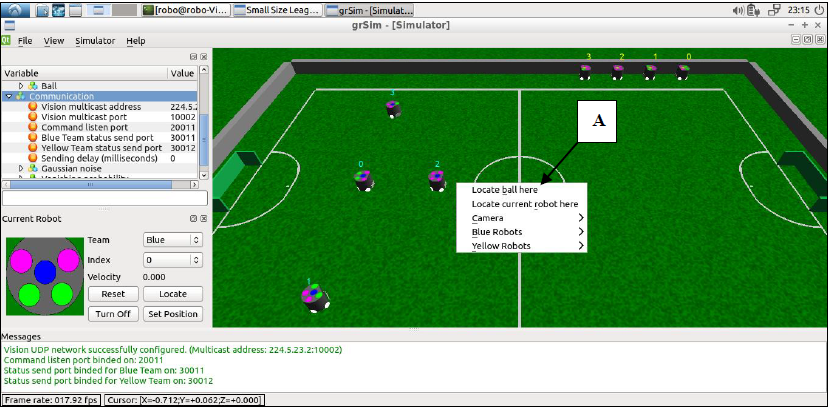 [robo@robo-Vi...
Small Size Leag...
grSim - [Simulat...
23:15
grSim - [Simulator]
Qt File View Simulator Help
Variable Value
Ball
Communication
Vision multicast address 224.5.2
Vision multicast port 10002
Command listen port 20011
Blue Team status send port 30011
Yellow Team status send port 30012
Sending delay (milliseconds) 0
Gaussian noise
Vanishing probability
Current Robot
Team Blue
Index 0
Velocity 0.000
Reset Locate
Turn Off Set Position
3 2 1 0
3
0 2
1
A
Locate ball here
Locate current robot here
Camera
Blue Robots
Yellow Robots
Messages
Vision UDP network successfully configured. (Multicast address: 224.5.23.2:10002)
Command listen port binded on: 20011
Status send port binded for Blue Team on: 30011
Status send port binded for Yellow Team on: 30012
Frame rate: 017.92 fps Cursor: [X=-0.712;Y=+0.062;Z=+0.000]